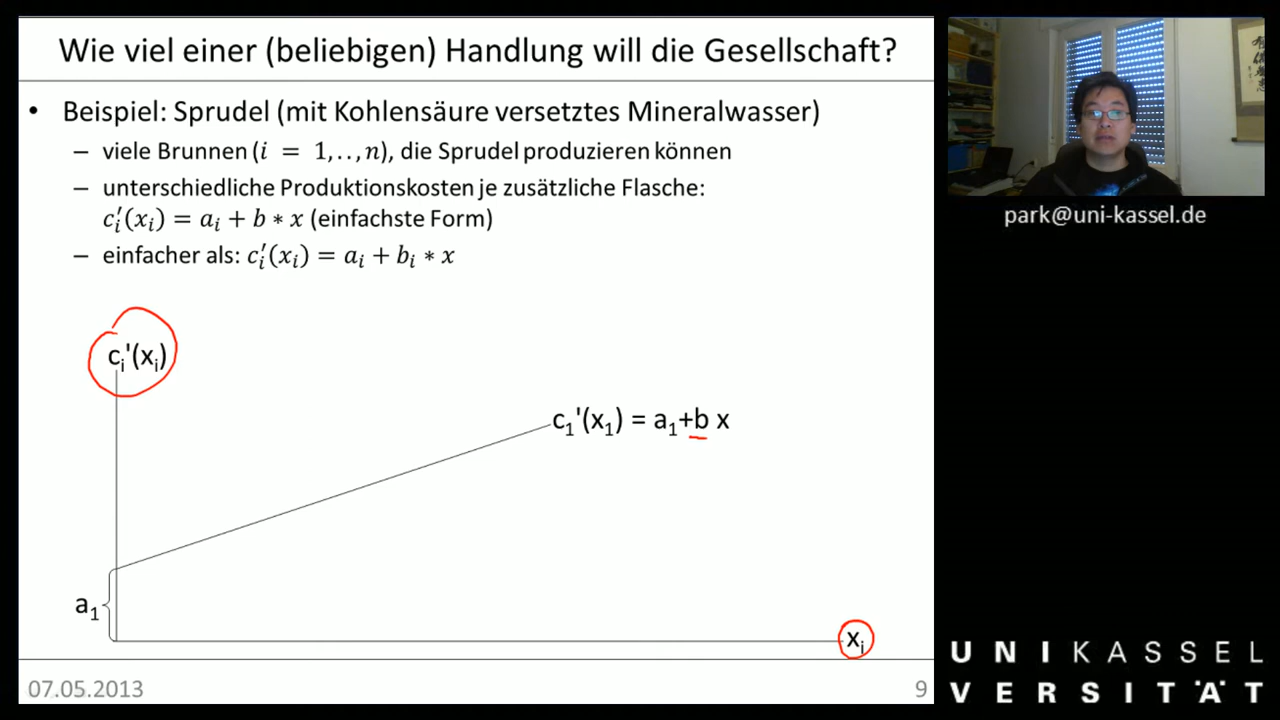 Wie viel einer (beliebigen) Handlung will die Gesellschaft?
• Beispiel: Sprudel (mit Kohlensäure versetztes Mineralwasser)
– viele Brunnen (i = 1,..,n), die Sprudel produzieren können
– unterschiedliche Produktionskosten je zusätzliche Flasche:
c′ᵢ(xᵢ) = aᵢ + b ∗ x (einfachste Form)
– einfacher als: c′ᵢ(xᵢ) = aᵢ + bᵢ ∗ x
cᵢ'(xᵢ)
c₁'(x₁) = a₁+b x
a₁
xᵢ
07.05.2013
9
park@uni-kassel.de
UNIKASSEL
VERSITÄT